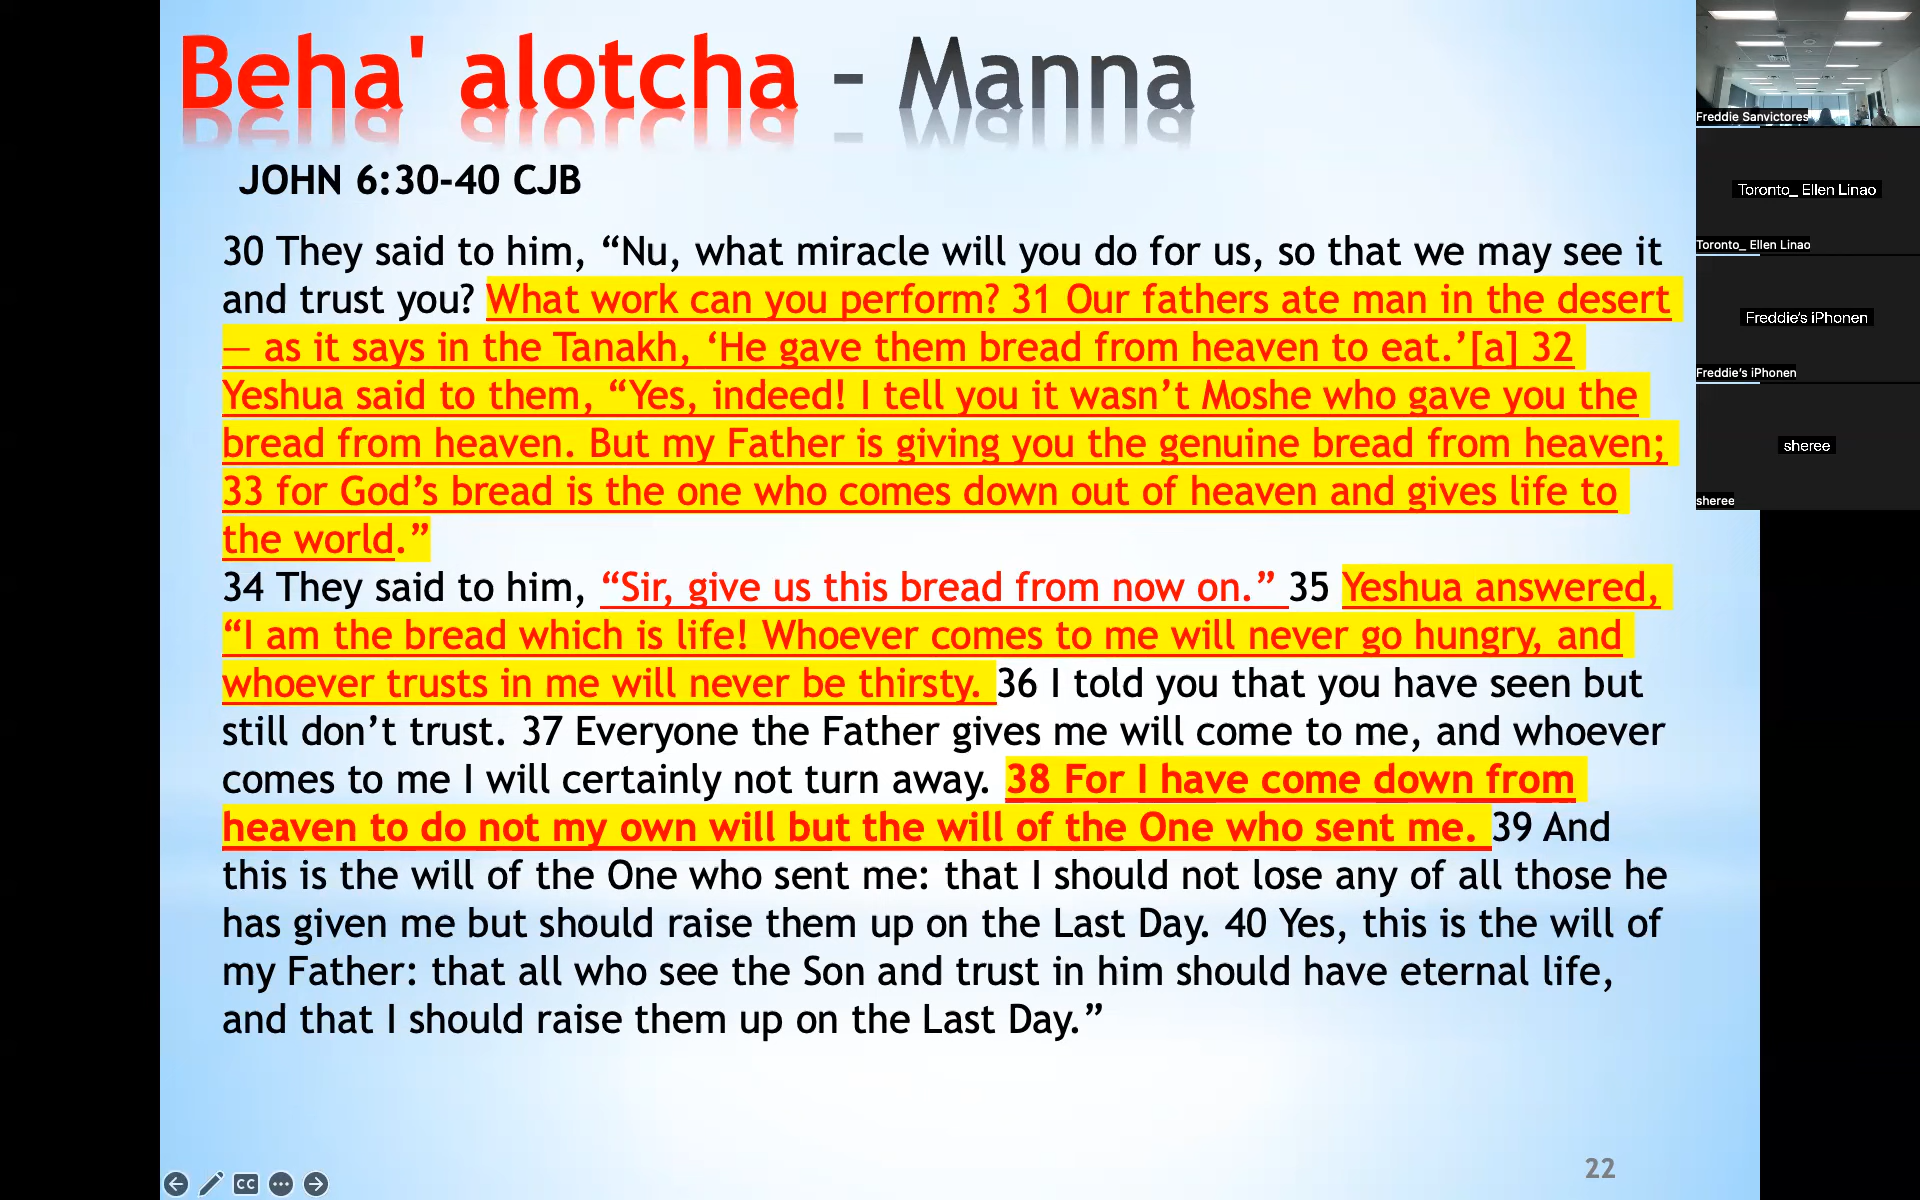 Beha' alotcha – Manna
JOHN 6:30-40 CJB
30 They said to him, “Nu, what miracle will you do for us, so that we may see it
and trust you? What work can you perform? 31 Our fathers ate man in the desert
— as it says in the Tanakh, ‘He gave them bread from heaven to eat.’[a] 32
Yeshua said to them, “Yes, indeed! I tell you it wasn’t Moshe who gave you the
bread from heaven. But my Father is giving you the genuine bread from heaven;
33 for God’s bread is the one who comes down out of heaven and gives life to
the world.”
34 They said to him, “Sir, give us this bread from now on.” 35 Yeshua answered,
“I am the bread which is life! Whoever comes to me will never go hungry, and
whoever trusts in me will never be thirsty. 36 I told you that you have seen but
still don’t trust. 37 Everyone the Father gives me will come to me, and whoever
comes to me I will certainly not turn away. 38 For I have come down from
heaven to do not my own will but the will of the One who sent me. 39 And
this is the will of the One who sent me: that I should not lose any of all those he
has given me but should raise them up on the Last Day. 40 Yes, this is the will of
my Father: that all who see the Son and trust in him should have eternal life,
and that I should raise them up on the Last Day.”
22
CC
Freddie Sanvictores
Toronto_ Ellen Linao
Toronto_ Ellen Linao
Freddie’s iPhonen
Freddie’s iPhonen
sheree
sheree